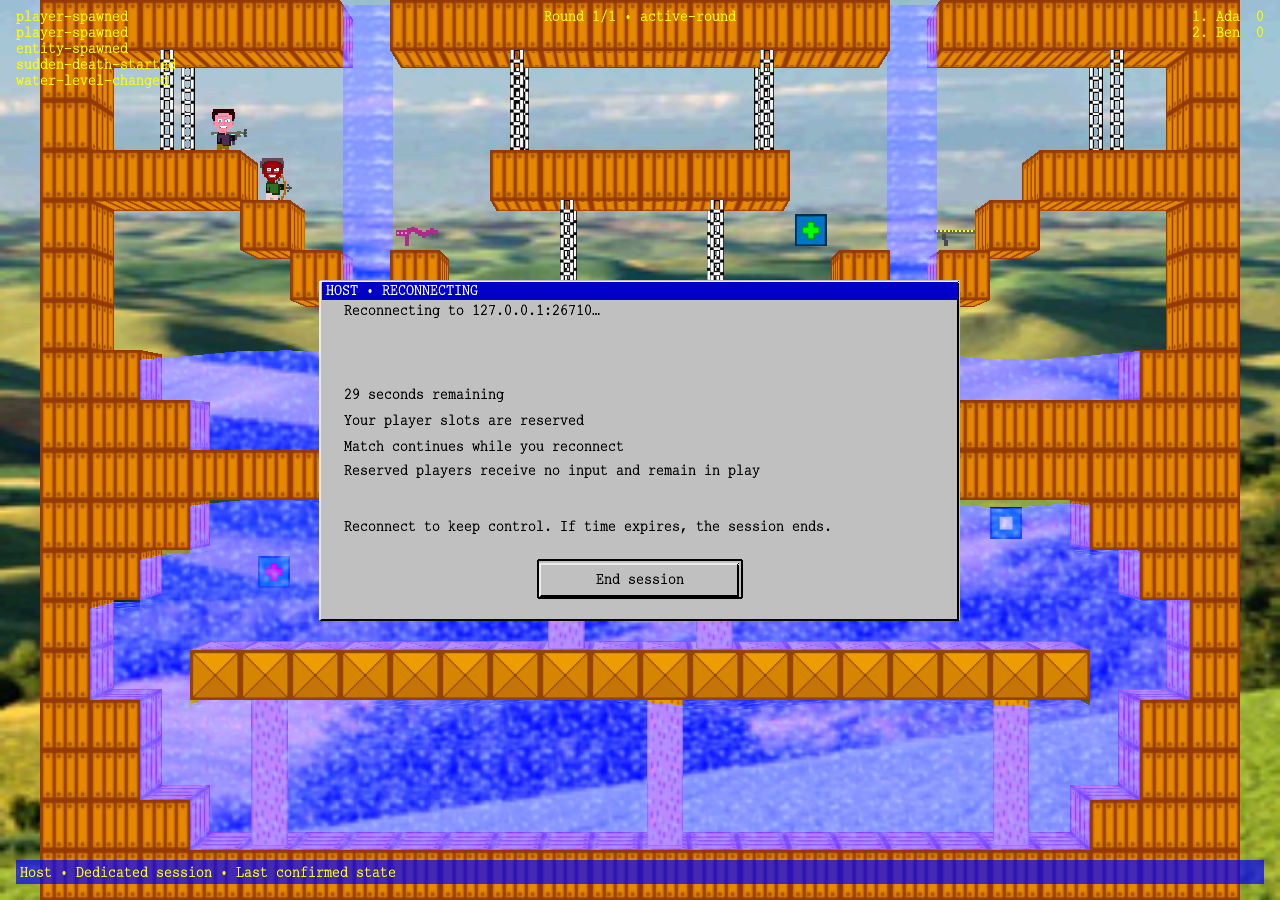 player-spawned
player-spawned
entity-spawned
sudden-death-started
water-level-changed
Round 1/1 • active-round
1. Ada 0
2. Ben 0
HOST • RECONNECTING
Reconnecting to 127.0.0.1:26710…
29 seconds remaining
Your player slots are reserved
Match continues while you reconnect
Reserved players receive no input and remain in play
Reconnect to keep control. If time expires, the session ends.
End session
Host • Dedicated session • Last confirmed state